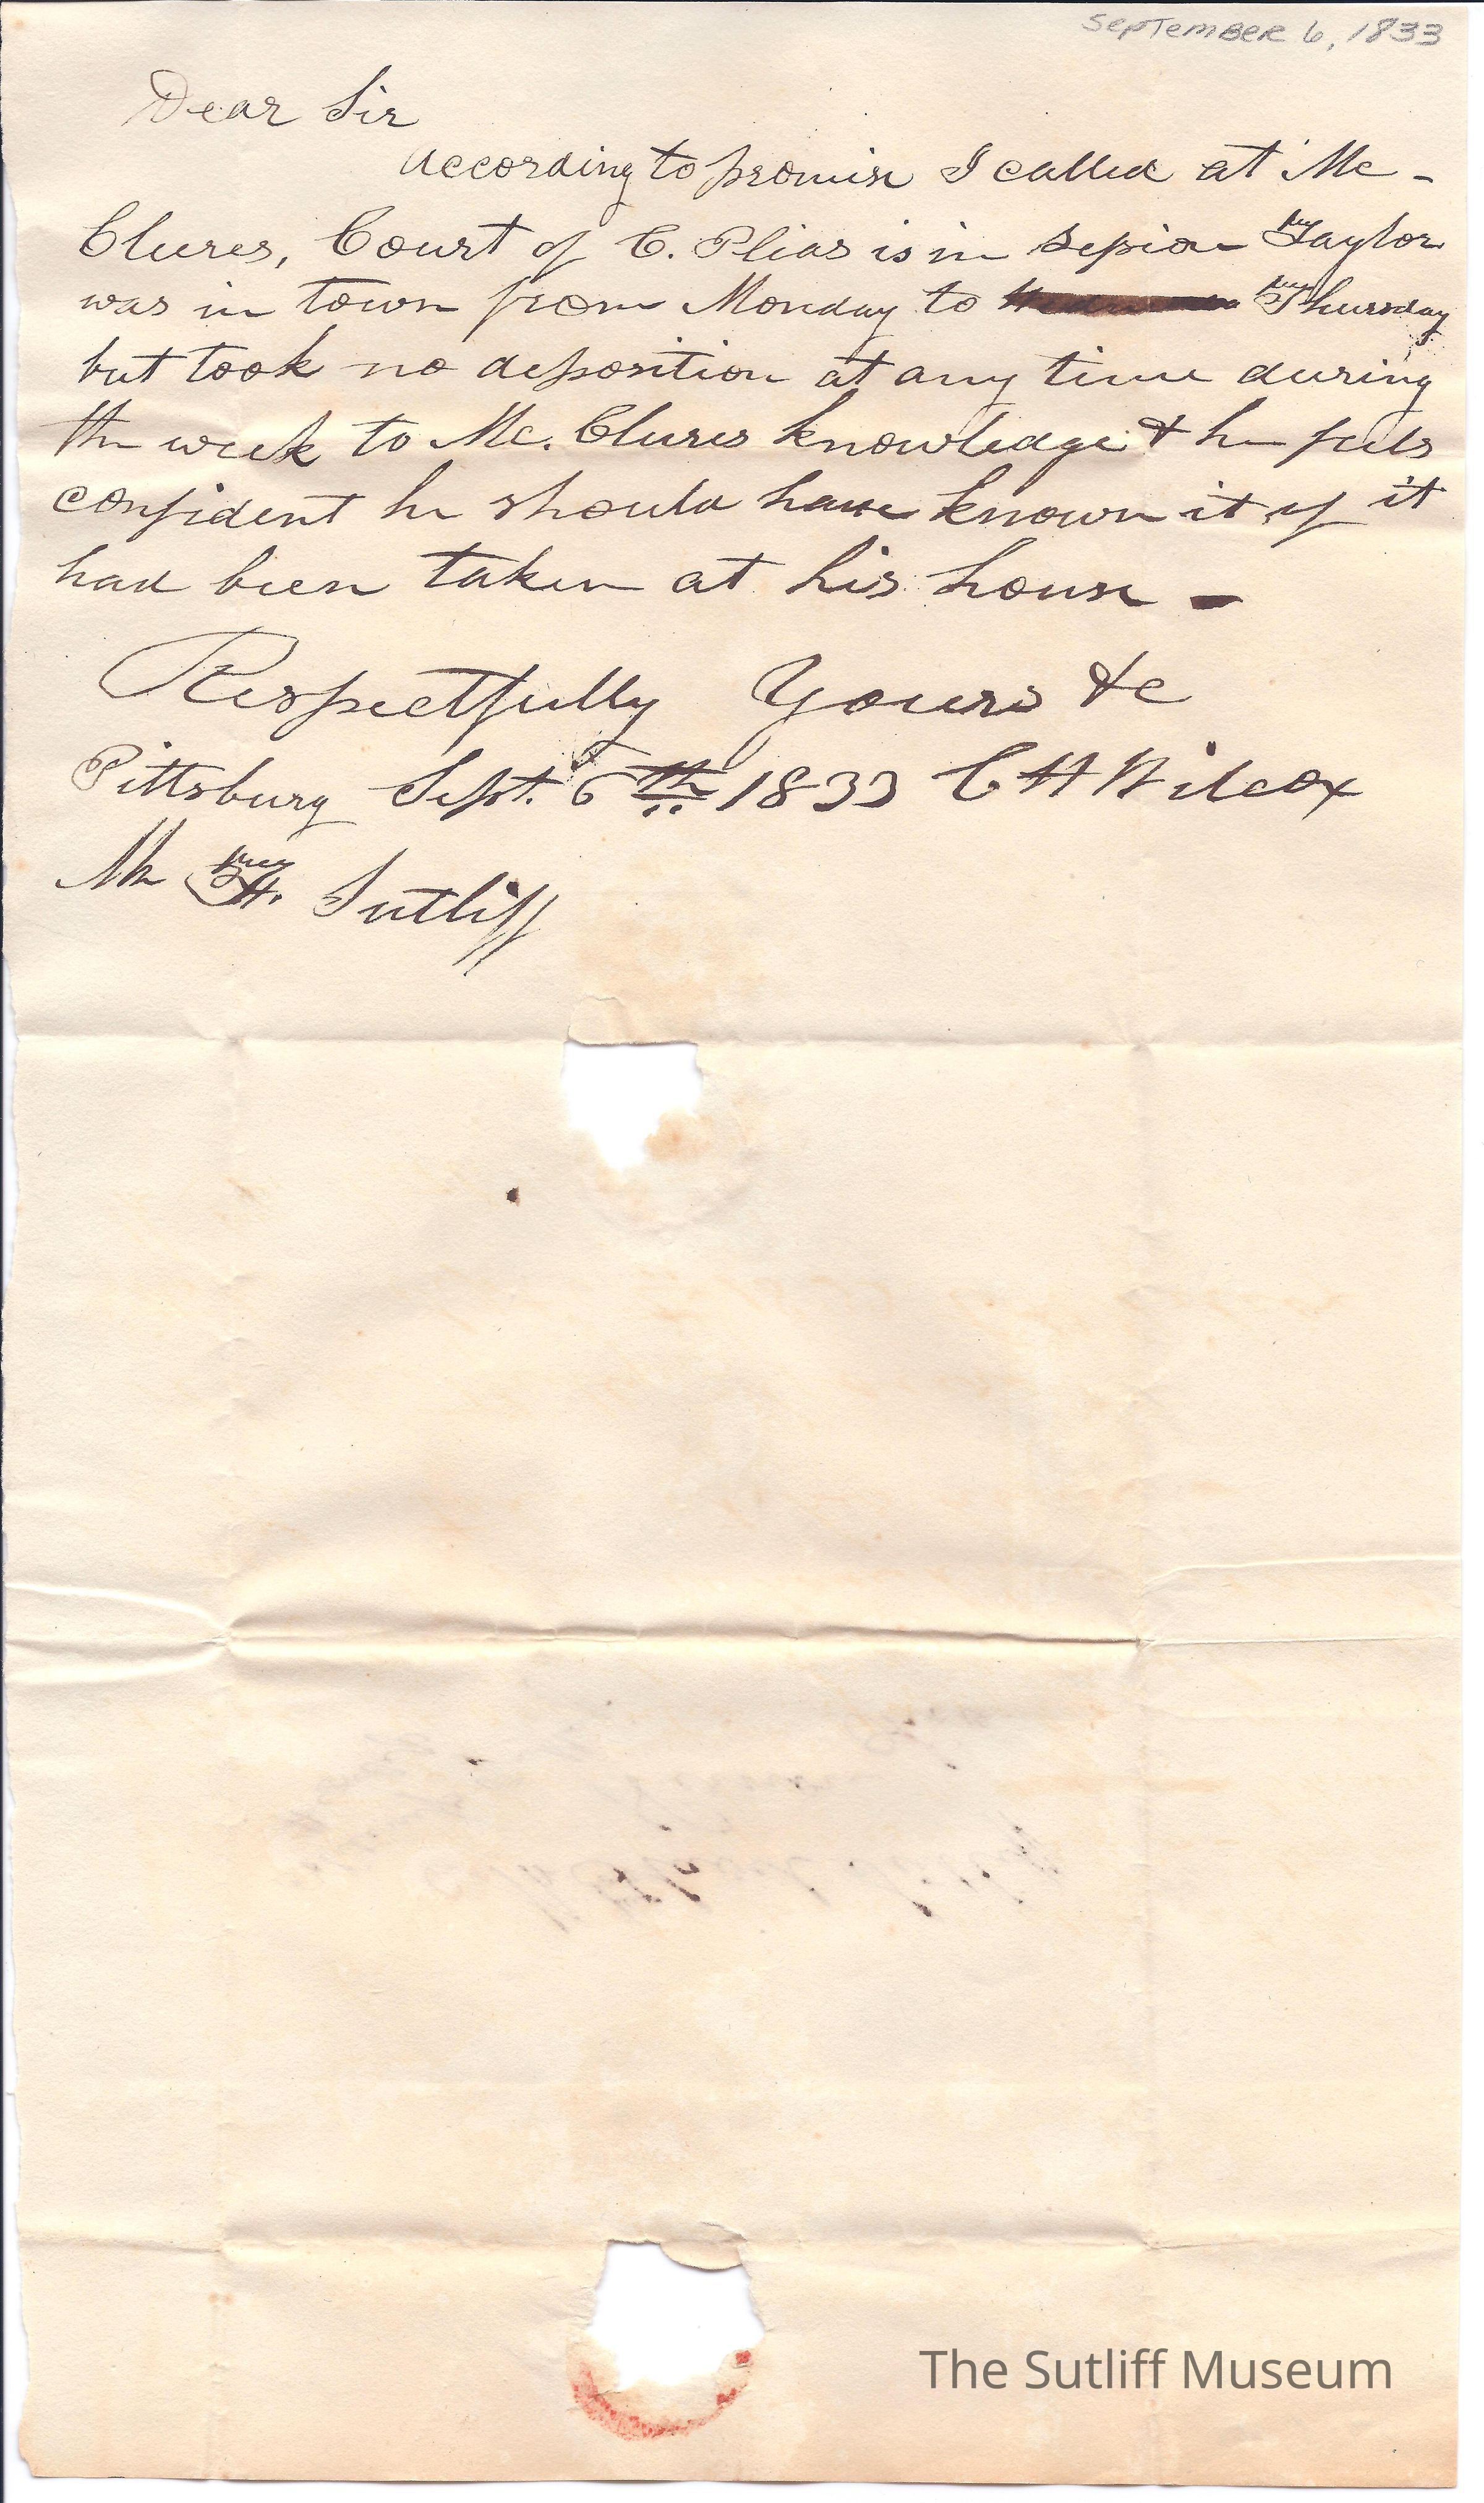 September 6, 1833
Dear Sir
According to promise I called at Mc-
Clures, Court of C. Pleas is in Session Taylor
was in town from Monday to Thursday
but took no deposition at any time during
the week to Mc. Clures knowledge & he feels
confident he should have known it if it
had been taken at his house -
Respectfully Yours &c
Pittsburg Sept. 6th 1833 C H Wilcox
Mr Sutliff
The Sutliff Museum